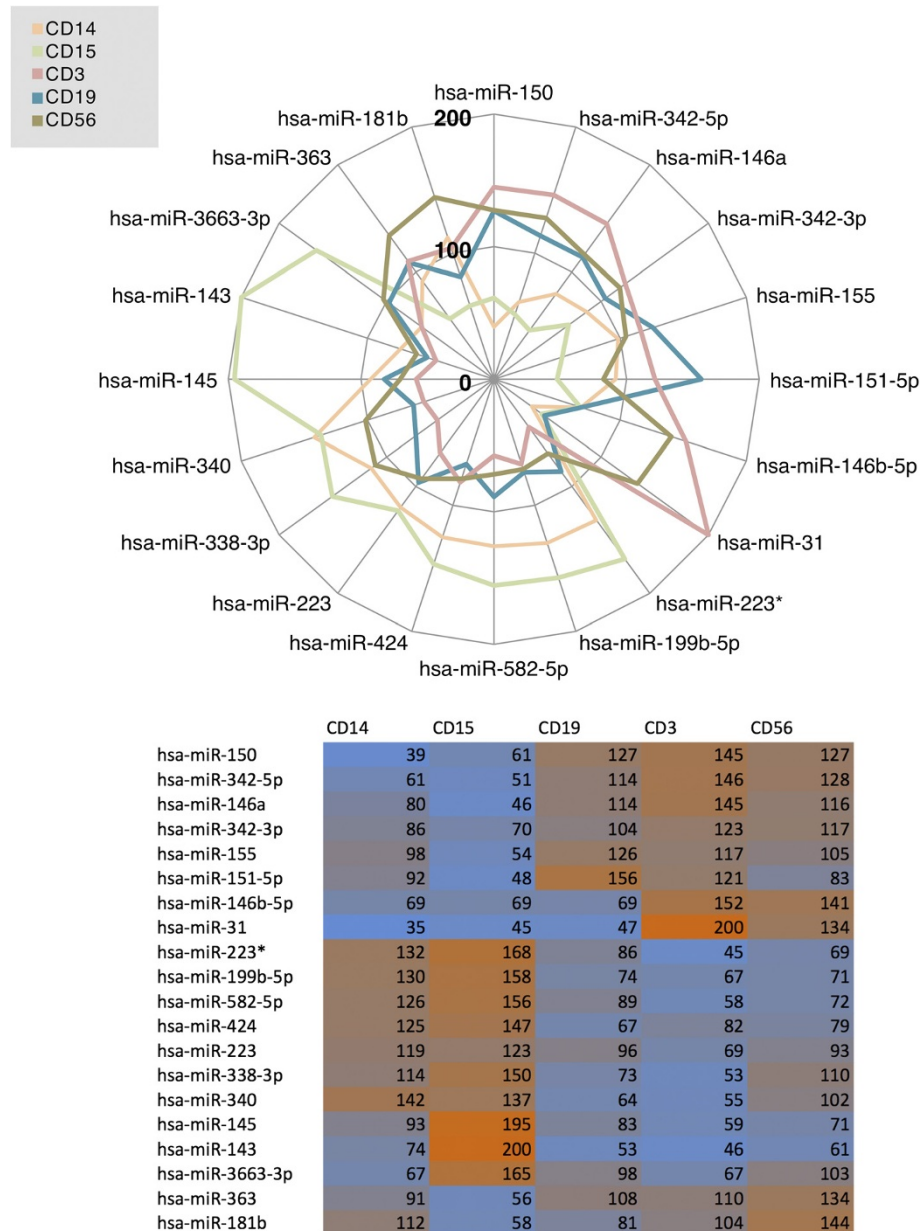 CD14
CD15
CD3
CD19
CD56
hsa-miR-150
hsa-miR-181b 200 hsa-miR-342-5p
hsa-miR-363 hsa-miR-146a
hsa-miR-3663-3p hsa-miR-342-3p
100
hsa-miR-143 hsa-miR-155
hsa-miR-145 0 hsa-miR-151-5p
hsa-miR-340 hsa-miR-146b-5p
hsa-miR-338-3p hsa-miR-31
hsa-miR-223 hsa-miR-223*
hsa-miR-424 hsa-miR-199b-5p
hsa-miR-582-5p
CD14 CD15 CD19 CD3 CD56
hsa-miR-150 39 61 127 145 127
hsa-miR-342-5p 61 51 114 146 128
hsa-miR-146a 80 46 114 145 116
hsa-miR-342-3p 86 70 104 123 117
hsa-miR-155 98 54 126 117 105
hsa-miR-151-5p 92 48 156 121 83
hsa-miR-146b-5p 69 69 69 152 141
hsa-miR-31 35 45 47 200 134
hsa-miR-223* 132 168 86 45 69
hsa-miR-199b-5p 130 158 74 67 71
hsa-miR-582-5p 126 156 89 58 72
hsa-miR-424 125 147 67 82 79
hsa-miR-223 119 123 96 69 93
hsa-miR-338-3p 114 150 73 53 110
hsa-miR-340 142 137 64 55 102
hsa-miR-145 93 195 83 59 71
hsa-miR-143 74 200 53 46 61
hsa-miR-3663-3p 67 165 98 67 103
hsa-miR-363 91 56 108 110 134
hsa-miR-181b 112 58 81 104 144